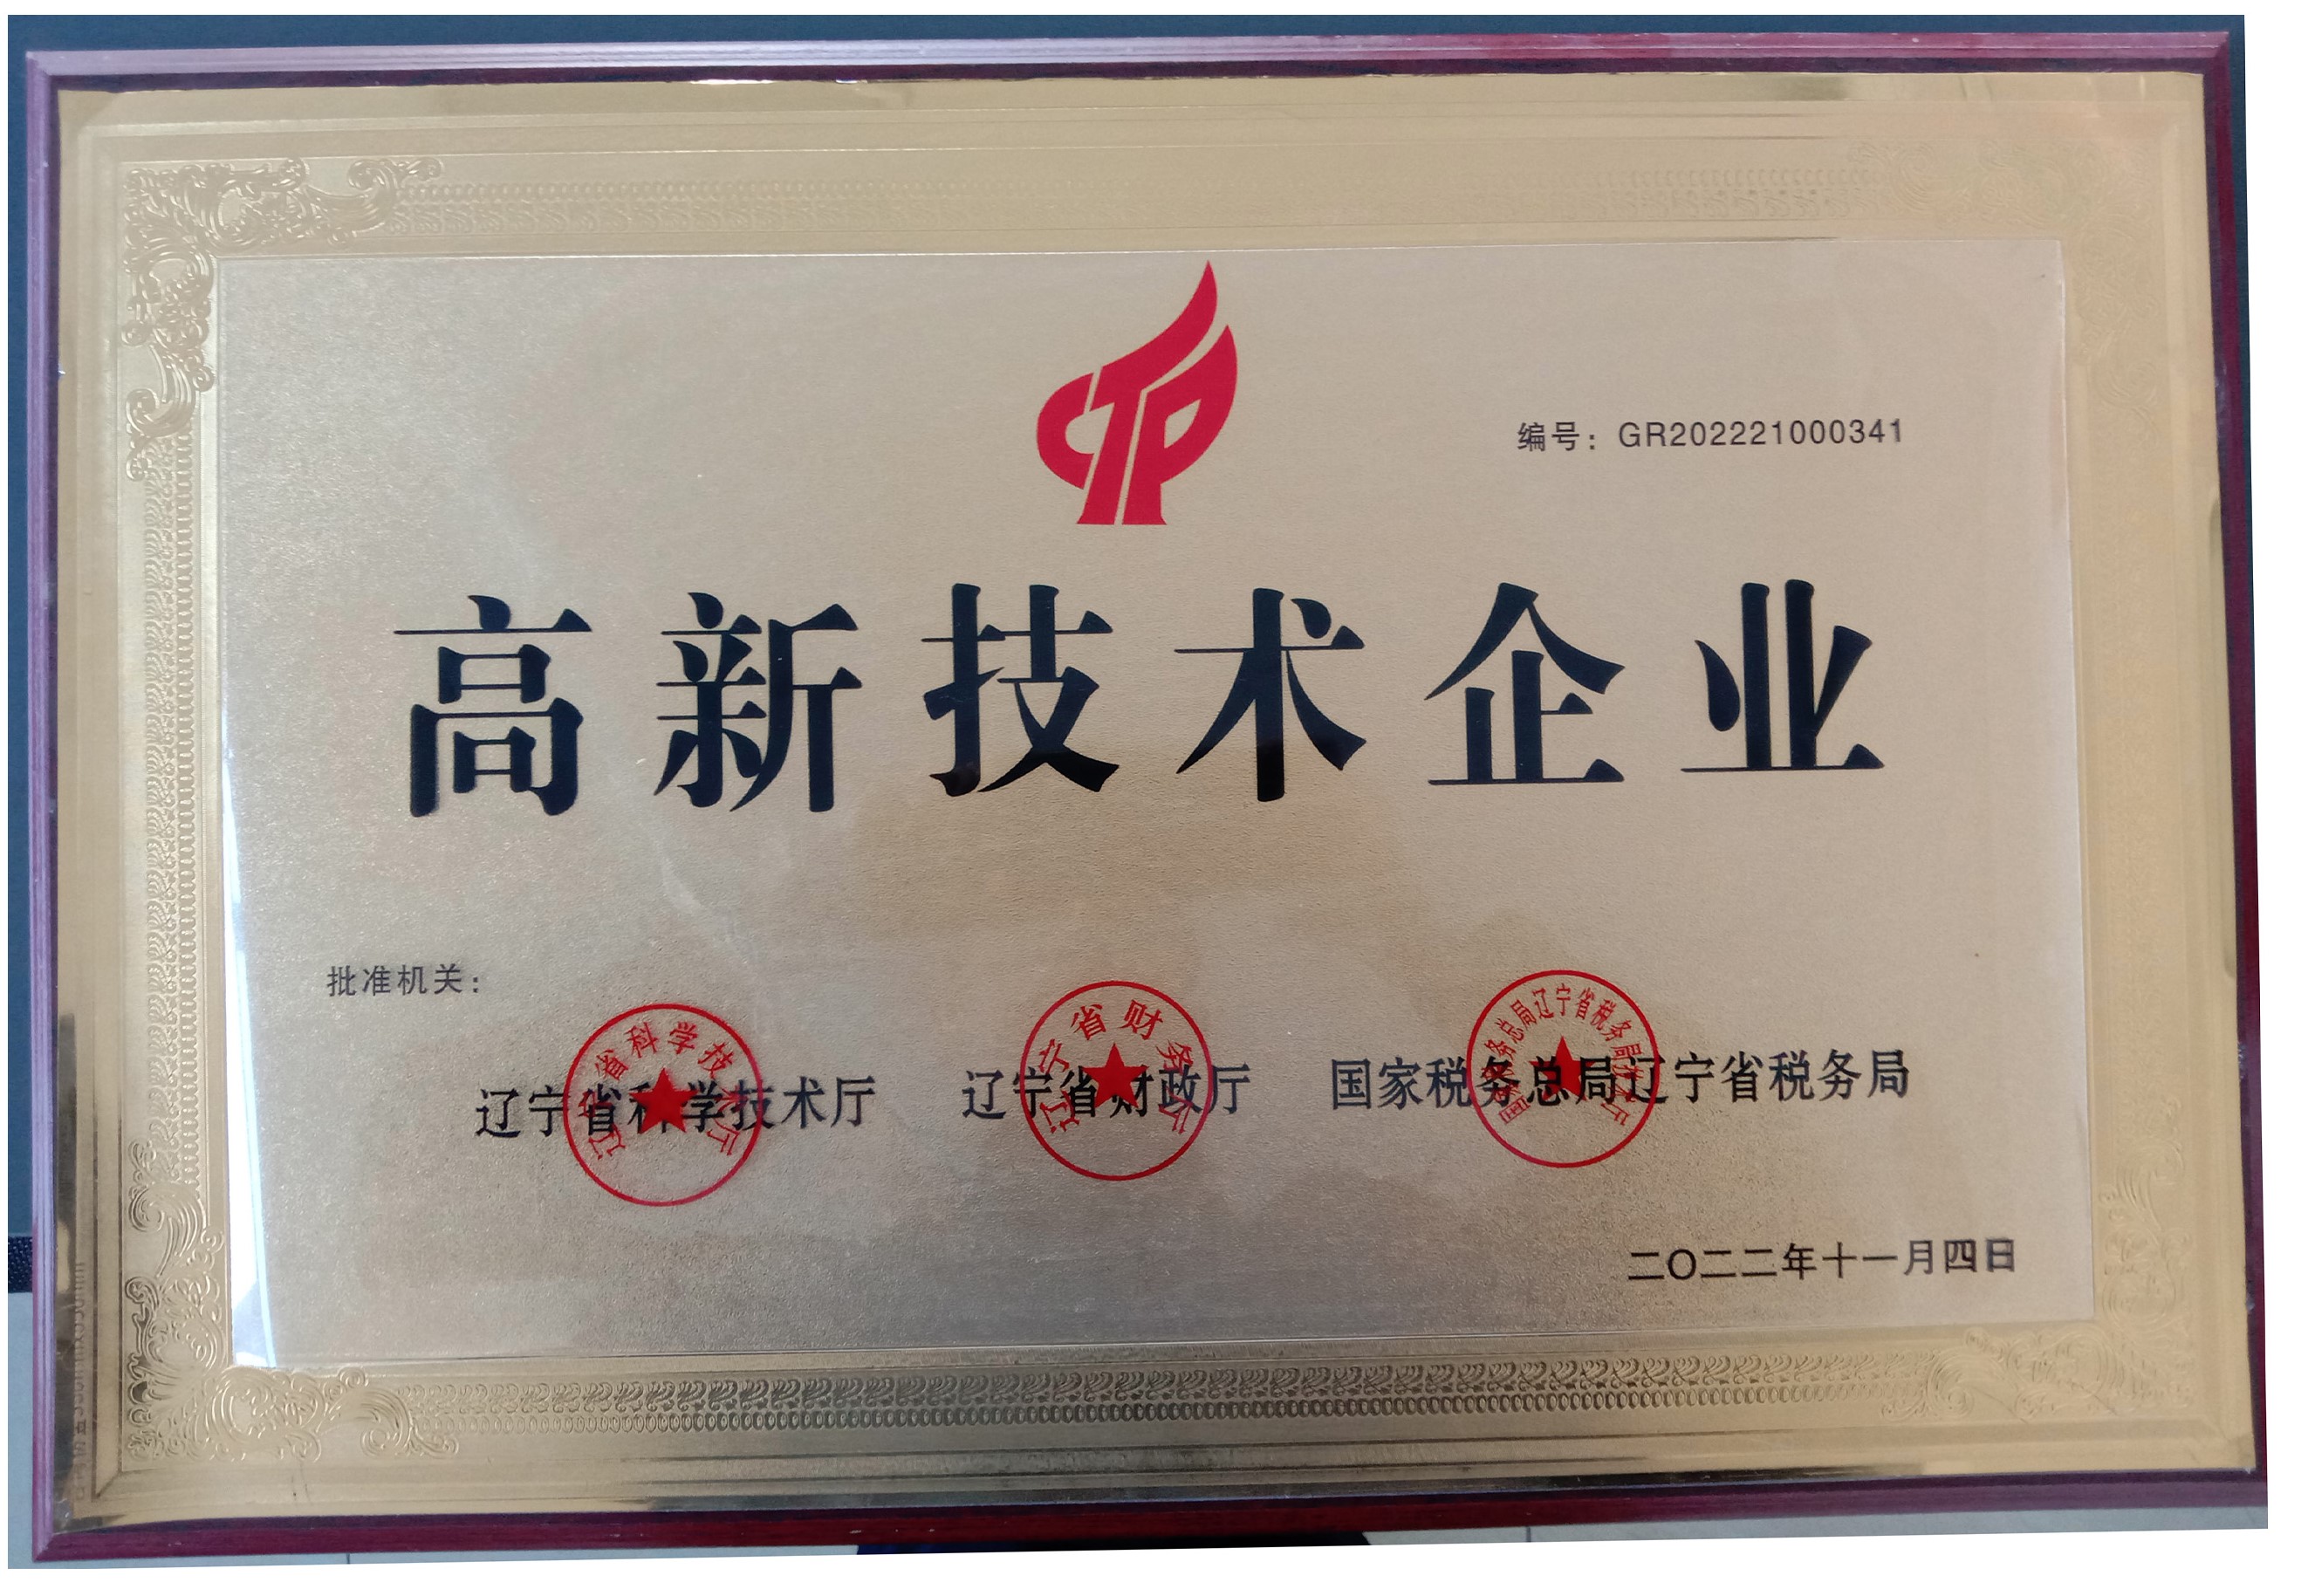 编号：GR202221000341
高新技术企业
批准机关：
辽宁省科学技术厅 辽宁省财政厅 国家税务总局辽宁省税务局
二〇二二年十一月四日